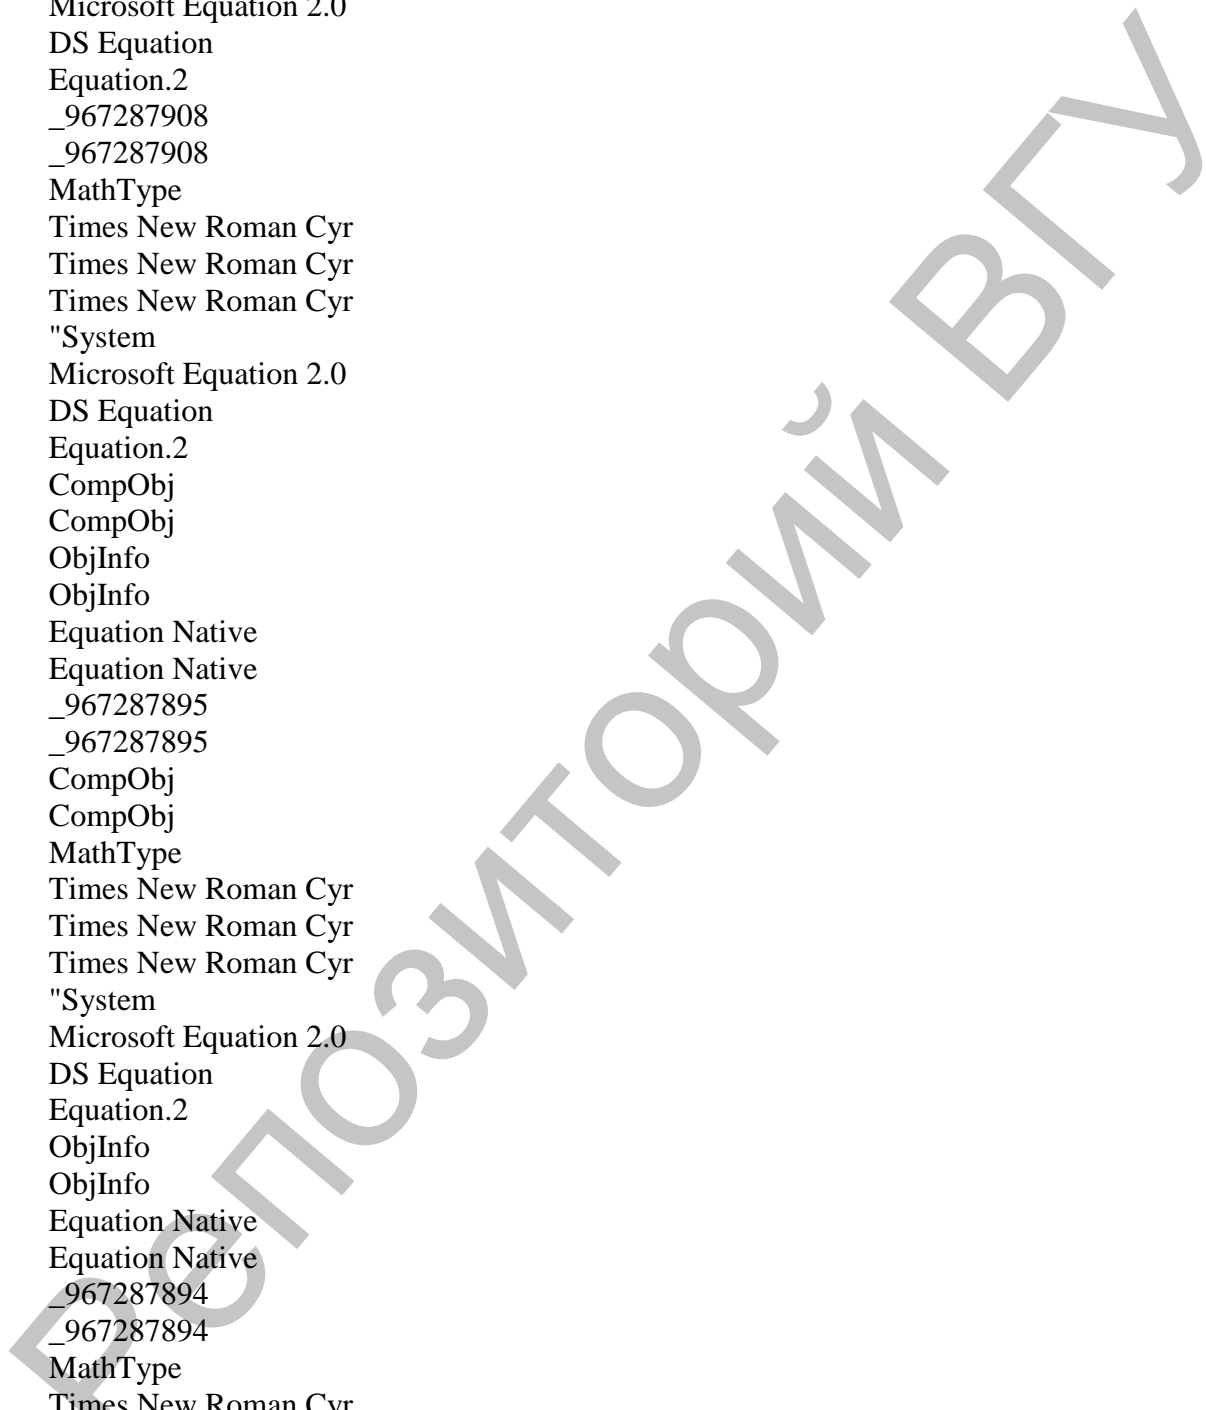 Microsoft Equation 2.0
DS Equation
Equation.2
_967287908
_967287908
MathType
Times New Roman Cyr
Times New Roman Cyr
Times New Roman Cyr
"System
Microsoft Equation 2.0
DS Equation
Equation.2
CompObj
CompObj
ObjInfo
ObjInfo
Equation Native
Equation Native
_967287895
_967287895
CompObj
CompObj
MathType
Times New Roman Cyr
Times New Roman Cyr
Times New Roman Cyr
"System
Microsoft Equation 2.0
DS Equation
Equation.2
ObjInfo
ObjInfo
Equation Native
Equation Native
_967287894
_967287894
MathType
Times New Roman Cyr
Репозиторий ВГУ